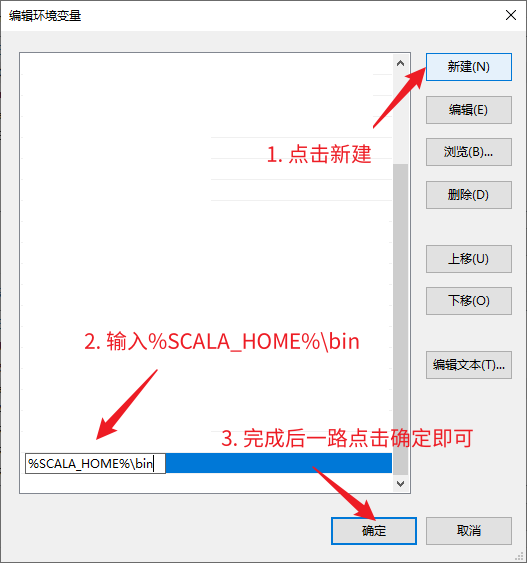 编辑环境变量
新建(N)
编辑(E)
1. 点击新建
浏览(B)...
删除(D)
上移(U)
下移(O)
2. 输入%SCALA_HOME%\bin
编辑文本(T)...
3. 完成后一路点击确定即可
%SCALA_HOME%\bin
确定
取消